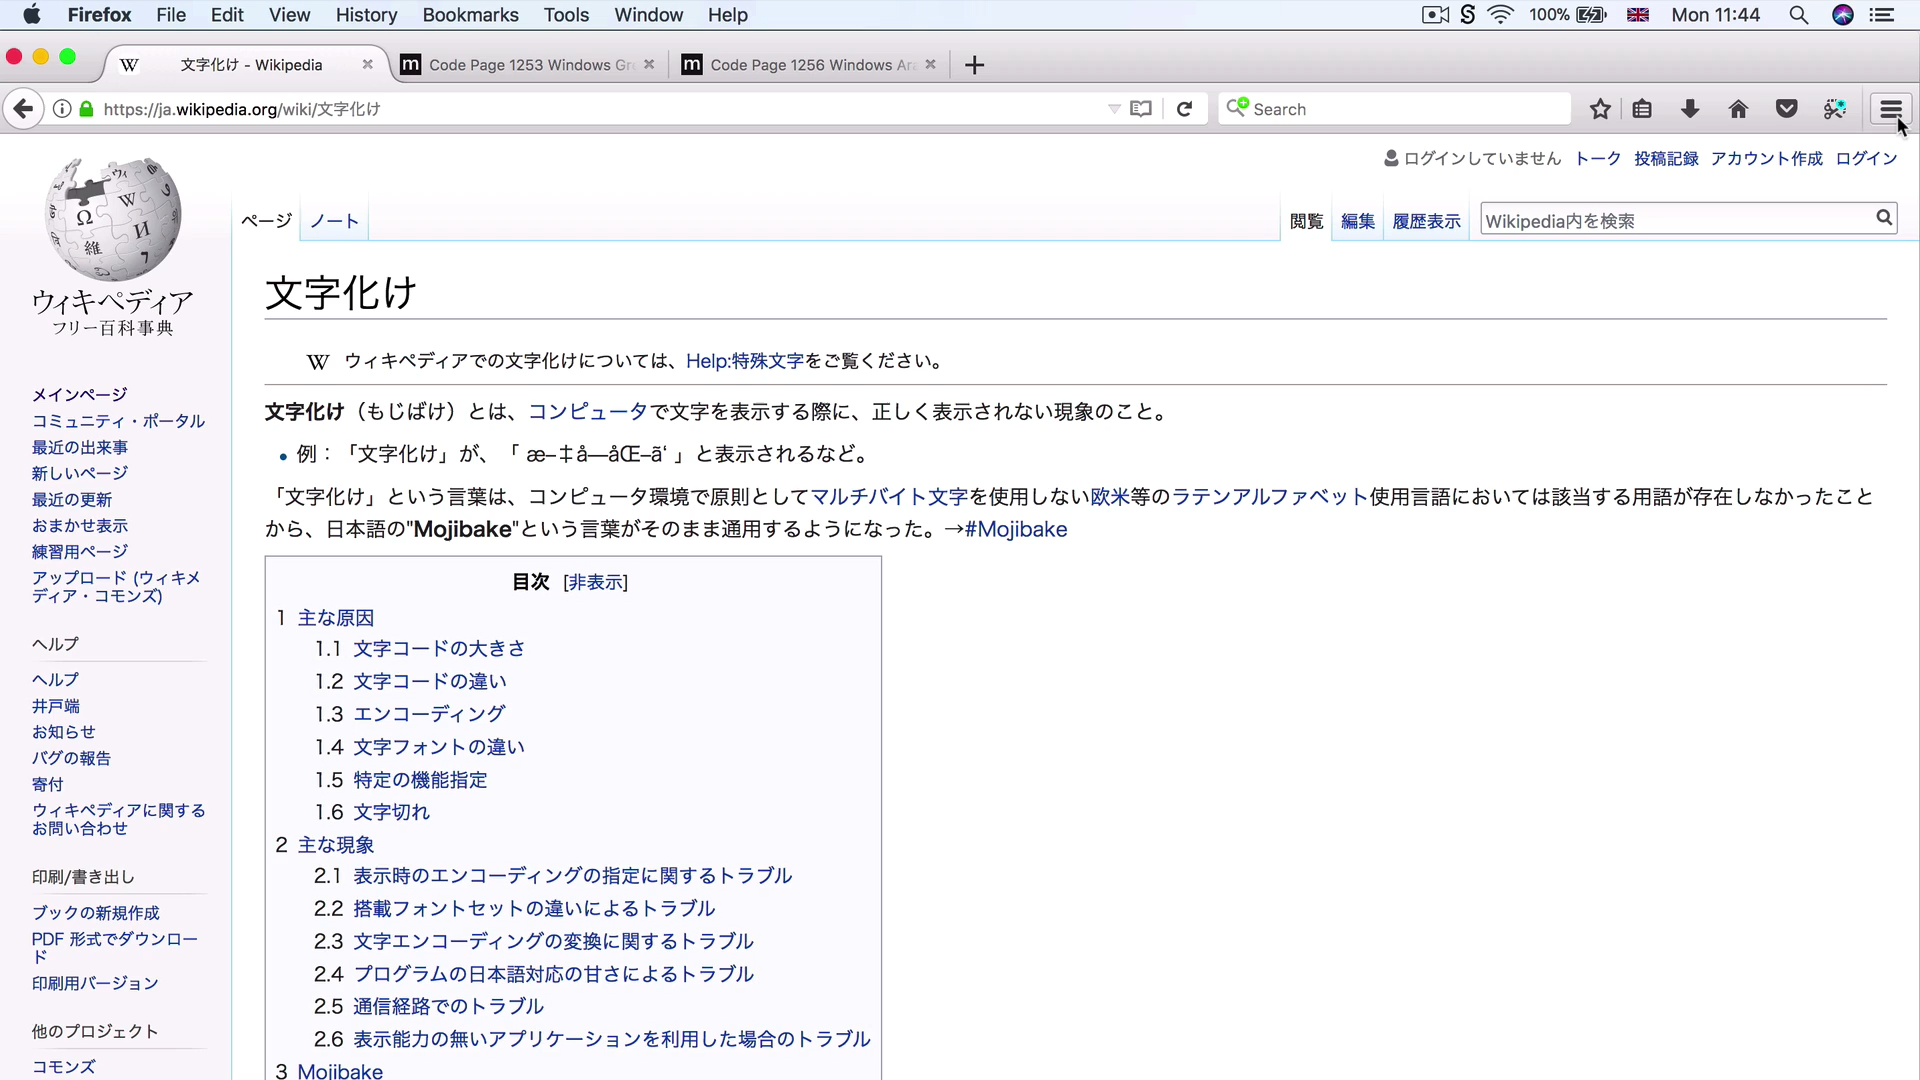 Firefox File Edit View History Bookmarks Tools Window Help 100% Mon 11:44
文字化け - Wikipedia
Code Page 1253 Windows Gr
Code Page 1256 Windows Ar
https://ja.wikipedia.org/wiki/文字化け
Search
ログインしていません トーク 投稿記録 アカウント作成 ログイン
ページ ノート 閲覧 編集 履歴表示 Wikipedia内を検索
ウィキペディア
フリー百科事典
文字化け
ウィキペディアでの文字化けについては、Help:特殊文字をご覧ください。
文字化け（もじばけ）とは、コンピュータで文字を表示する際に、正しく表示されない現象のこと。
• 例：「文字化け」が、「 æ–‡å—åŒ–ã‘ 」と表示されるなど。
「文字化け」という言葉は、コンピュータ環境で原則としてマルチバイト文字を使用しない欧米等のラテンアルファベット使用言語においては該当する用語が存在しなかったこと
から、日本語の"Mojibake"という言葉がそのまま通用するようになった。→#Mojibake
目次 [非表示]
1 主な原因
1.1 文字コードの大きさ
1.2 文字コードの違い
1.3 エンコーディング
1.4 文字フォントの違い
1.5 特定の機能指定
1.6 文字切れ
2 主な現象
2.1 表示時のエンコーディングの指定に関するトラブル
2.2 搭載フォントセットの違いによるトラブル
2.3 文字エンコーディングの変換に関するトラブル
2.4 プログラムの日本語対応の甘さによるトラブル
2.5 通信経路でのトラブル
2.6 表示能力の無いアプリケーションを利用した場合のトラブル
3 Mojibake
メインページ
コミュニティ・ポータル
最近の出来事
新しいページ
最近の更新
おまかせ表示
練習用ページ
アップロード (ウィキメ
ディア・コモンズ)
ヘルプ
ヘルプ
井戸端
お知らせ
バグの報告
寄付
ウィキペディアに関する
お問い合わせ
印刷/書き出し
ブックの新規作成
PDF 形式でダウンロー
ド
印刷用バージョン
他のプロジェクト
コモンズ